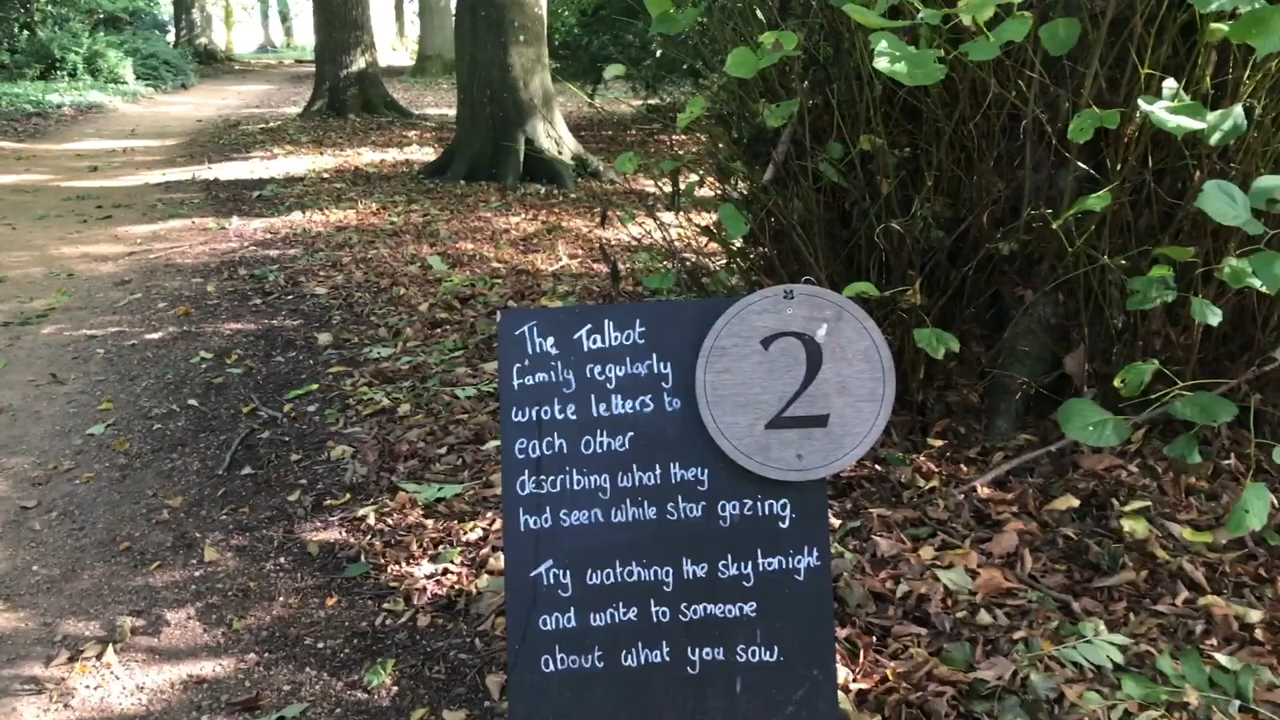 The Talbot
family regularly
wrote letters to
each other
describing what they
had seen while star gazing.
Try watching the sky tonight
and write to someone
about what you saw.
2